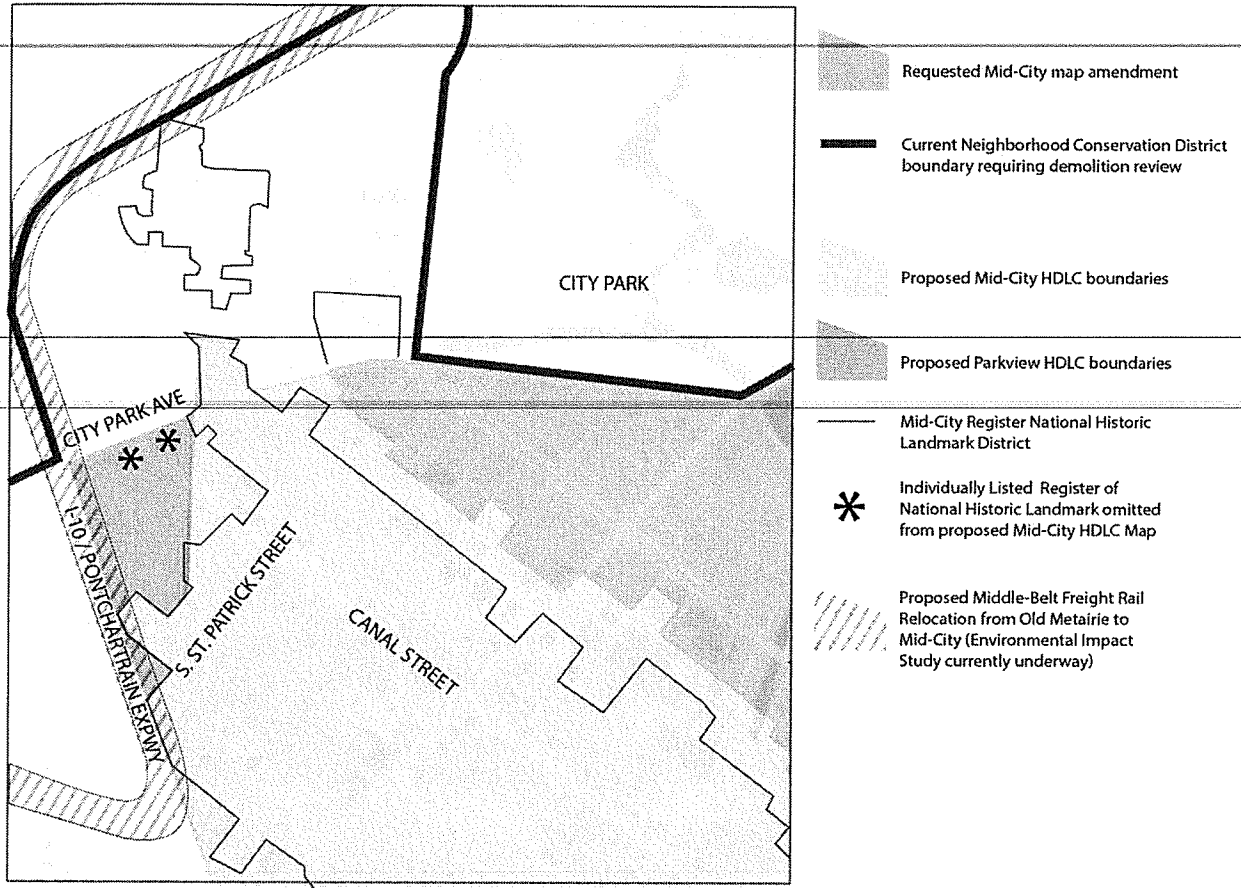 CITY PARK
CITY PARK AVE
I-10 / PONTCHARTRAIN EXPWY
S. ST. PATRICK STREET
CANAL STREET
Requested Mid-City map amendment
Current Neighborhood Conservation District
boundary requiring demolition review
Proposed Mid-City HDLC boundaries
Proposed Parkview HDLC boundaries
Mid-City Register National Historic
Landmark District
Individually Listed Register of
National Historic Landmark omitted
from proposed Mid-City HDLC Map
Proposed Middle-Belt Freight Rail
Relocation from Old Metairie to
Mid-City (Environmental Impact
Study currently underway)